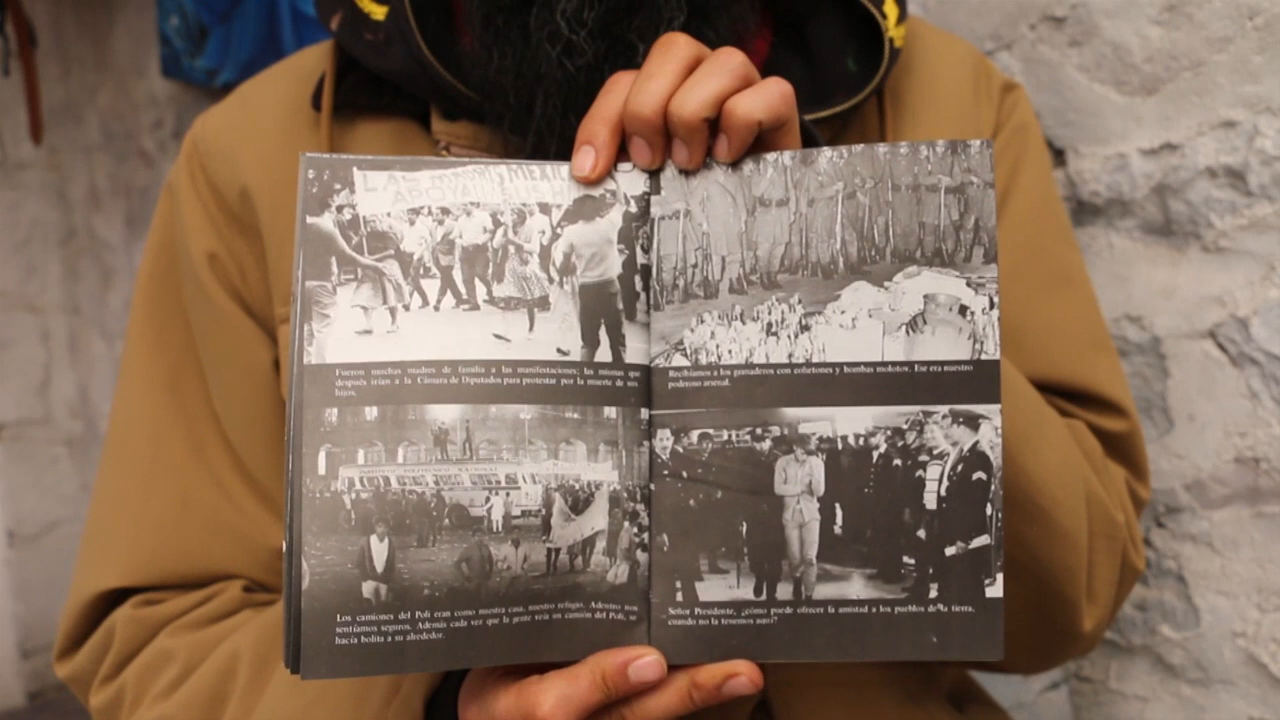 MEXIC
Fueron muchas madres de familia a las manifestaciones; las mismas que
después irían a la Cámara de Diputados para protestar por la muerte de sus
hijos.
INSTITUTO POLITECNICO NACIONAL
Los camiones del Poli eran como nuestra casa, nuestro refugio. Adentro nos
sentíamos seguros. Además cada vez que la gente veía un camión del Poli, se
hacía bolita a su alrededor.
Recibíamos a los granaderos con cohetones y bombas molotov. Ese era nuestro
poderoso arsenal.
Señor Presidente, ¿cómo puede ofrecer la amistad a los pueblos de la tierra,
cuando no la tenemos aquí?